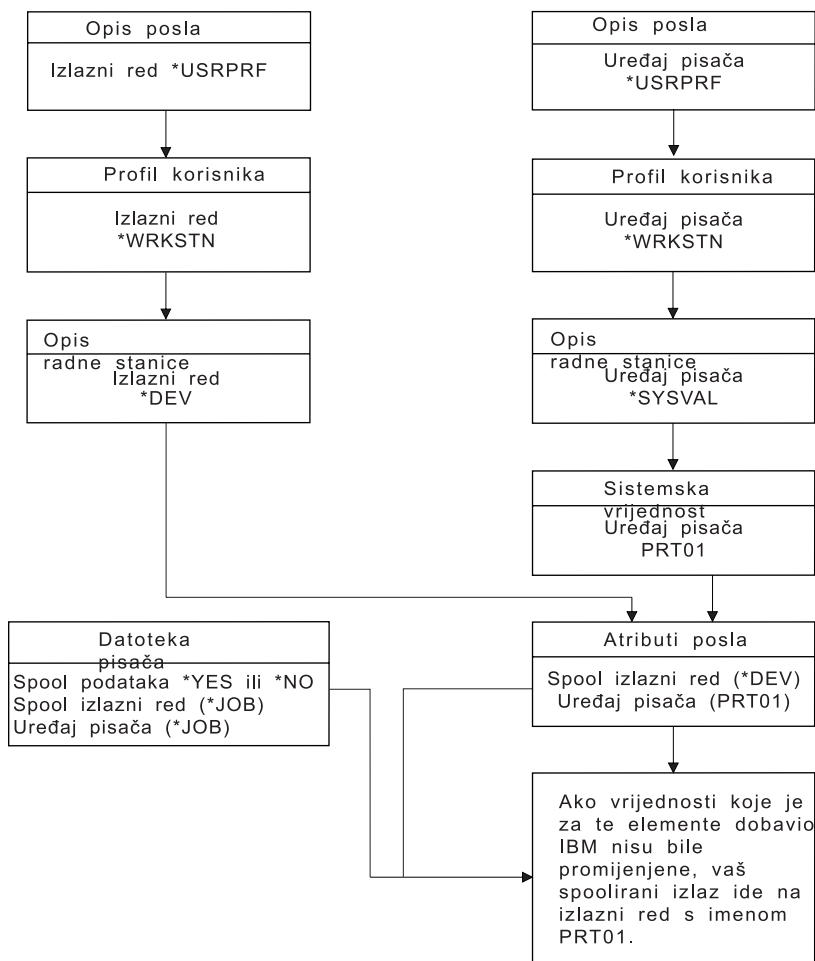 Opis posla
Izlazni red *USRPRF
Profil korisnika
Izlazni red
*WRKSTN
Opis
radne stanice
Izlazni red
*DEV
Opis posla
Uređaj pisača
*USRPRF
Profil korisnika
Uređaj pisača
*WRKSTN
Opis
radne stanice
Uređaj pisača
*SYSVAL
Sistemska
vrijednost
Uređaj pisača
PRT01
Datoteka
pisača
Spool podataka *YES ili *NO
Spool izlazni red (*JOB)
Uređaj pisača (*JOB)
Atributi posla
Spool izlazni red (*DEV)
Uređaj pisača (PRT01)
Ako vrijednosti koje je
za te elemente dobavio
IBM nisu bile
promijenjene, vaš
spoolirani izlaz ide na
izlazni red s imenom
PRT01.